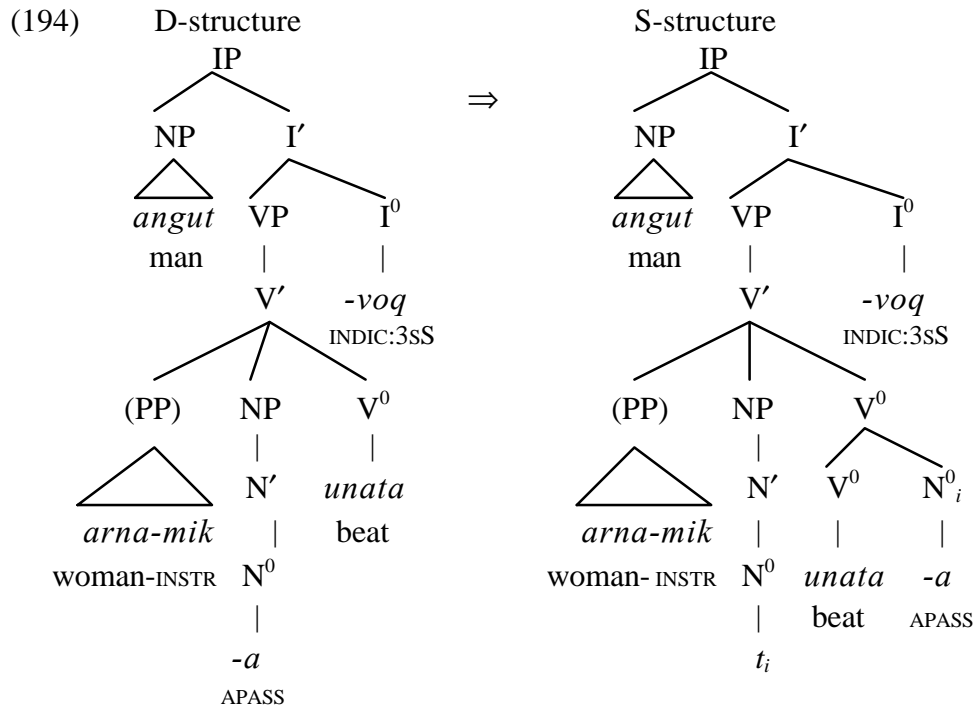 (194) D-structure S-structure
IP ⇒ IP
NP I′ NP I′
angut VP I⁰ angut VP I⁰
man | | man | |
V′ -voq V′ -voq
INDIC:3sS INDIC:3sS
(PP) NP V⁰ (PP) NP V⁰
| | |
N′ unata N′ V⁰ N⁰ᵢ
arna-mik | beat arna-mik | | |
woman-INSTR N⁰ woman- INSTR N⁰ unata -a
| | beat APASS
-a tᵢ
APASS